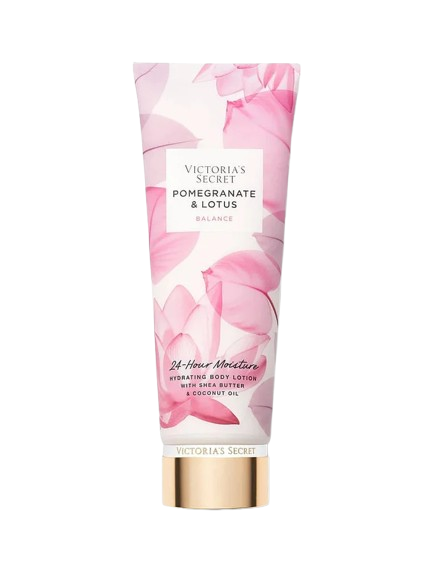 VICTORIA'S
SECRET
POMEGRANATE
& LOTUS
BALANCE
24-Hour Moisture
HYDRATING BODY LOTION
WITH SHEA BUTTER
& COCONUT OIL
VICTORIA'S SECRET